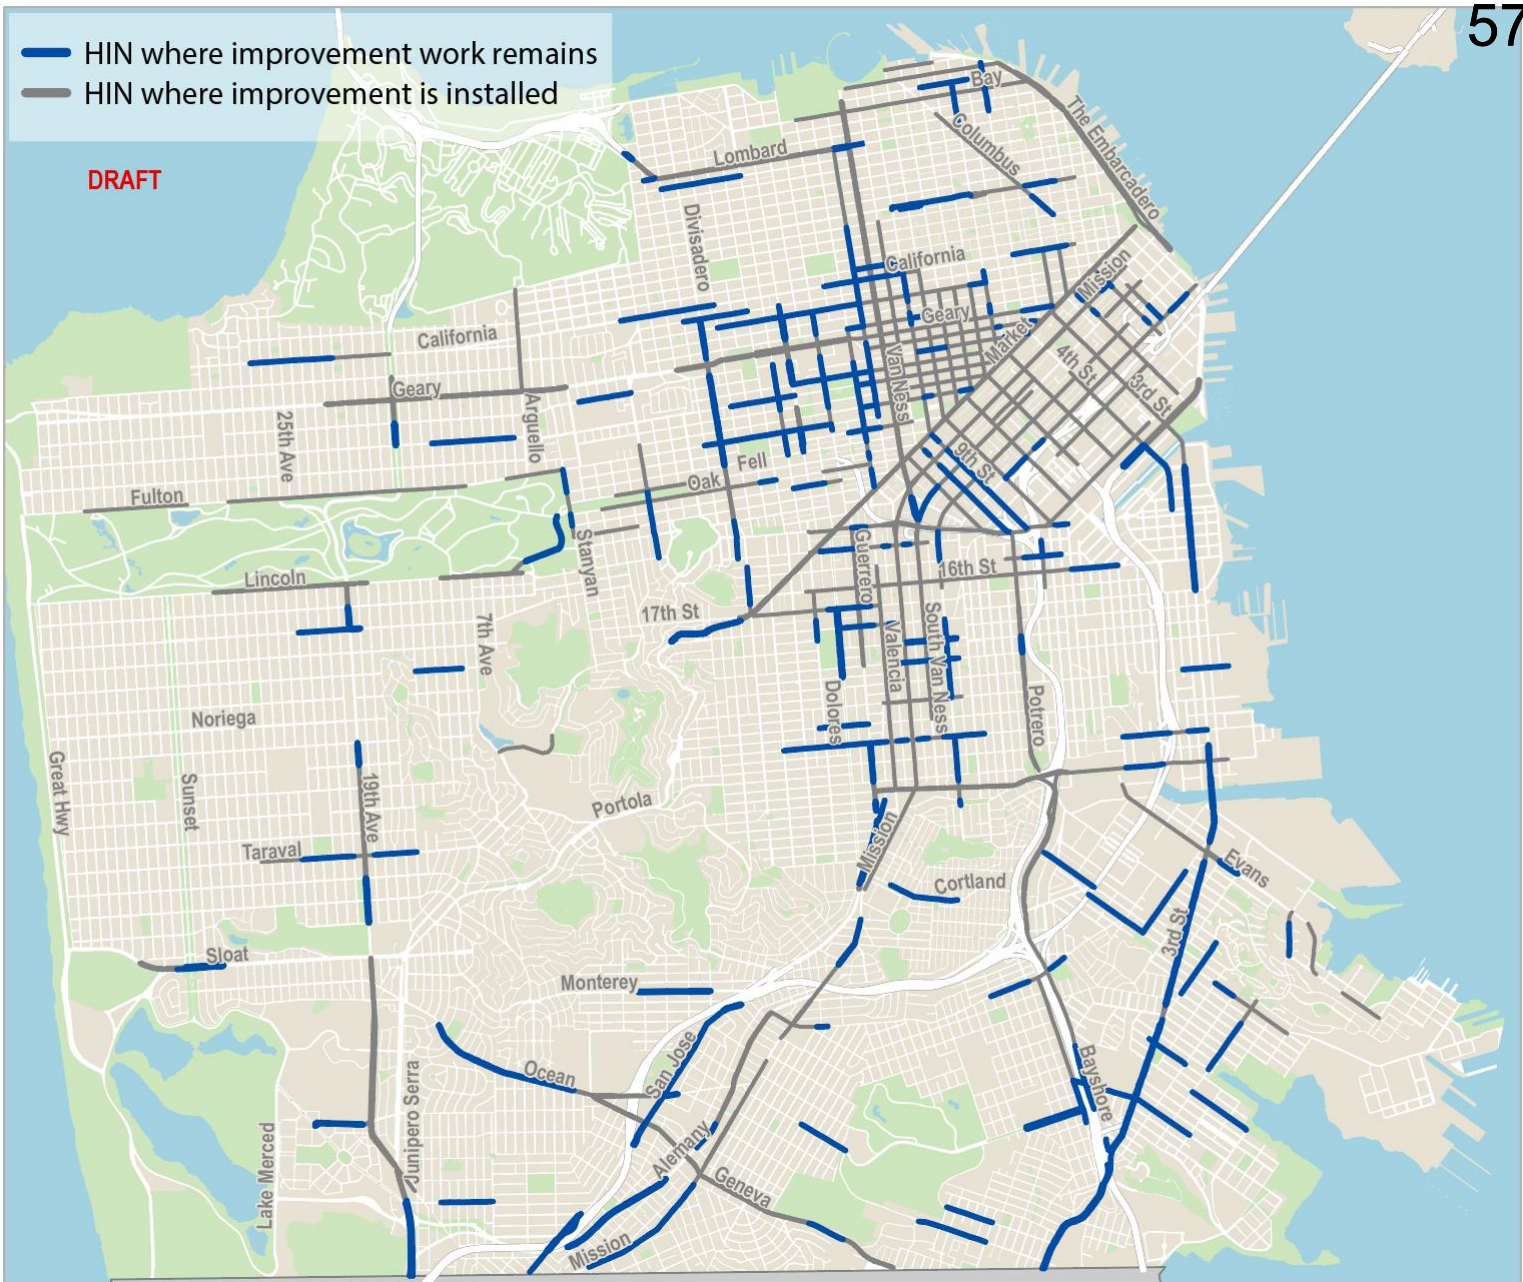 57
HIN where improvement work remains
HIN where improvement is installed
DRAFT
Bay
The Embarcadero
Columbus
Lombard
Divisadero
California
Mission
California
Geary
Market
4th St
3rd St
Van Ness
Geary
Arguello
25th Ave
9th St
Fell
Oak
Fulton
Stanyan
Guerrero
16th St
Lincoln
17th St
7th Ave
Valencia
South Van Ness
Dolores
Potrero
Noriega
Great Hwy
Sunset
19th Ave
Portola
Taraval
Mission
Cortland
Evans
3rd St
Sloat
Monterey
Ocean
San Jose
Bayshore
Junipero Serra
Lake Merced
Alemany
Geneva
Mission